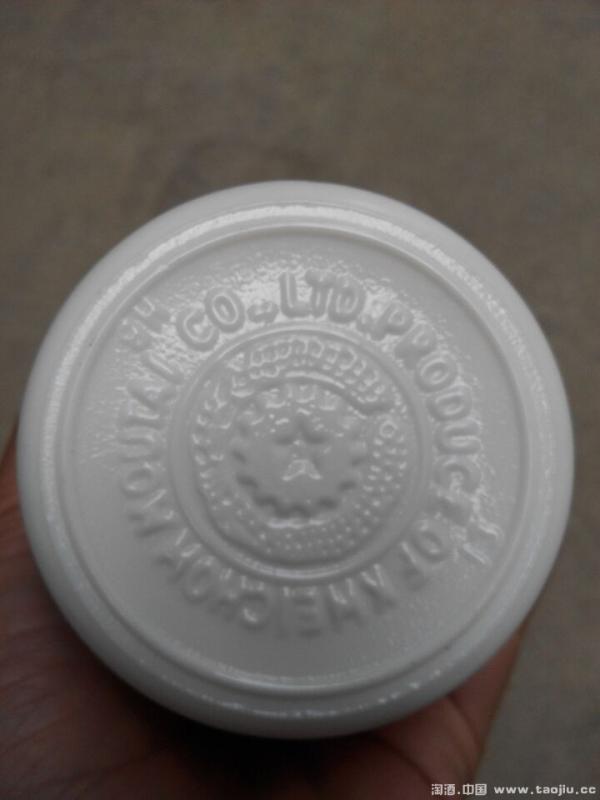 PRODUCT OF KWEICHOW MOUTAI CO.,LTD.
淘酒.中国 www.taojiu.cc